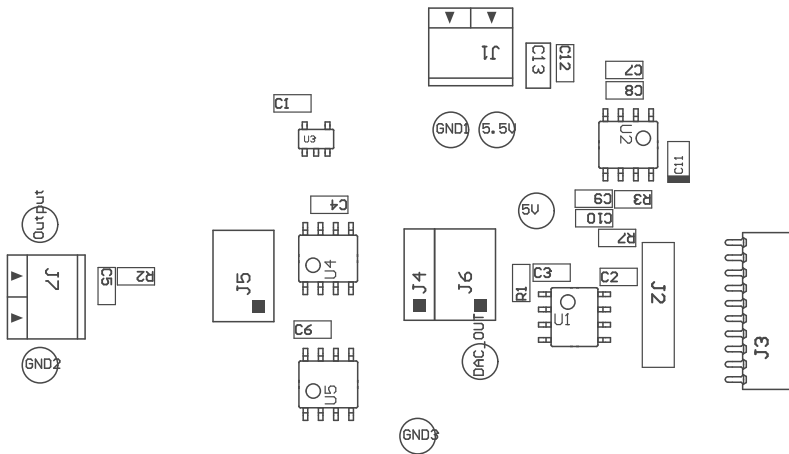 J1
C13
C12
C7
C8
C1
U3
GND1
5.5V
U2
C11
Output
C4
5V
C9
R3
C10
R7
J7
C5
R2
J5
U4
J4
J6
R1
C3
C2
J2
U1
C6
DAC_OUT
J3
GND2
U5
GND3